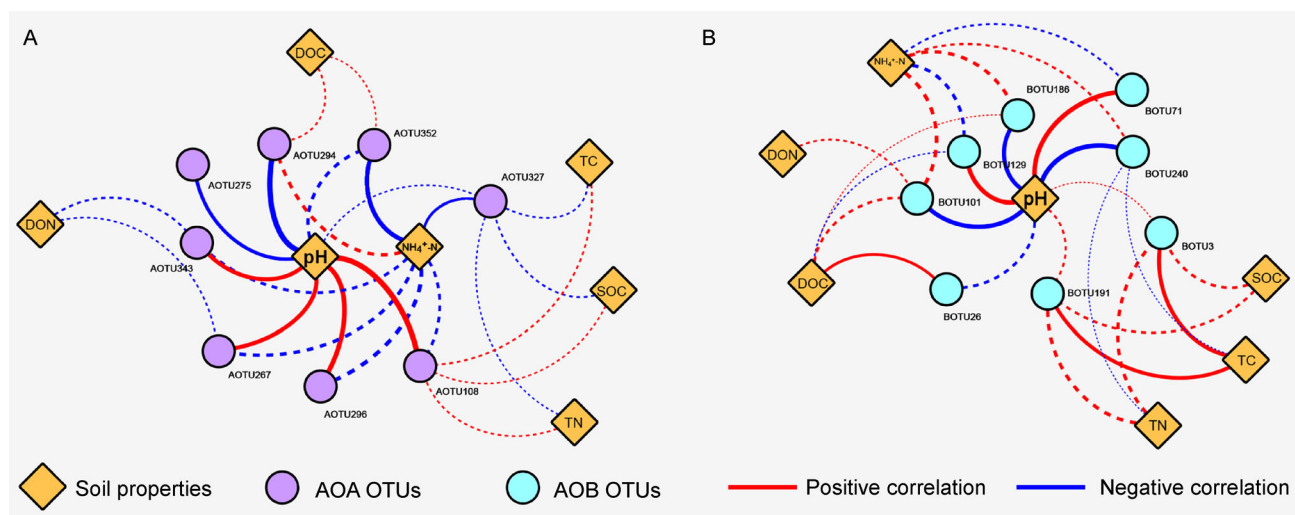 A
DOC
AOTU294
AOTU352
AOTU275
AOTU327
TC
DON
AOTU343
pH
NH₄⁺-N
SOC
AOTU267
AOTU296
AOTU108
TN
B
NH₄⁺-N
BOTU186
BOTU71
DON
BOTU129
BOTU240
BOTU101
pH
BOTU3
DOC
BOTU26
BOTU191
SOC
TC
TN
Soil properties
AOA OTUs
AOB OTUs
Positive correlation
Negative correlation